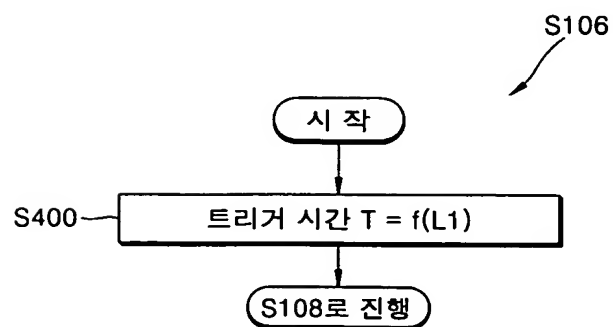 S106
시 작
S400
트리거 시간 T = f(L1)
S108로 진행